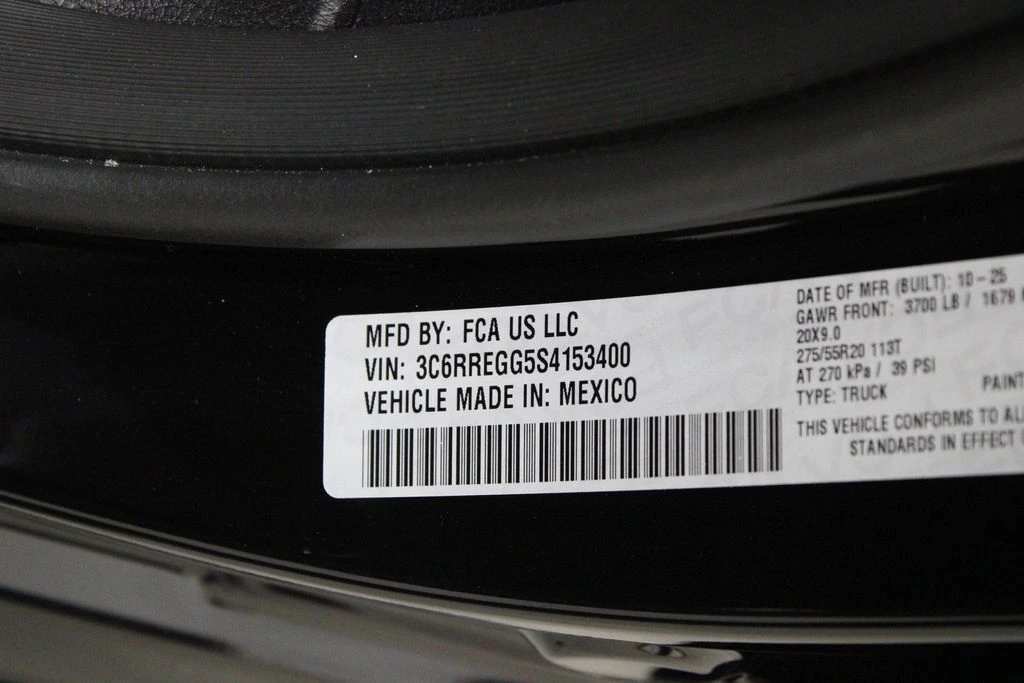 MFD BY: FCA US LLC
VIN: 3C6RREGG5S4153400
VEHICLE MADE IN: MEXICO
DATE OF MFR (BUILT): 10-25
GAWR FRONT: 3700 LB / 1679
20X9.0
275/55R20 113T
AT 270 kPa / 39 PSI
TYPE: TRUCK PAINT
THIS VEHICLE CONFORMS TO AL
STANDARDS IN EFFECT